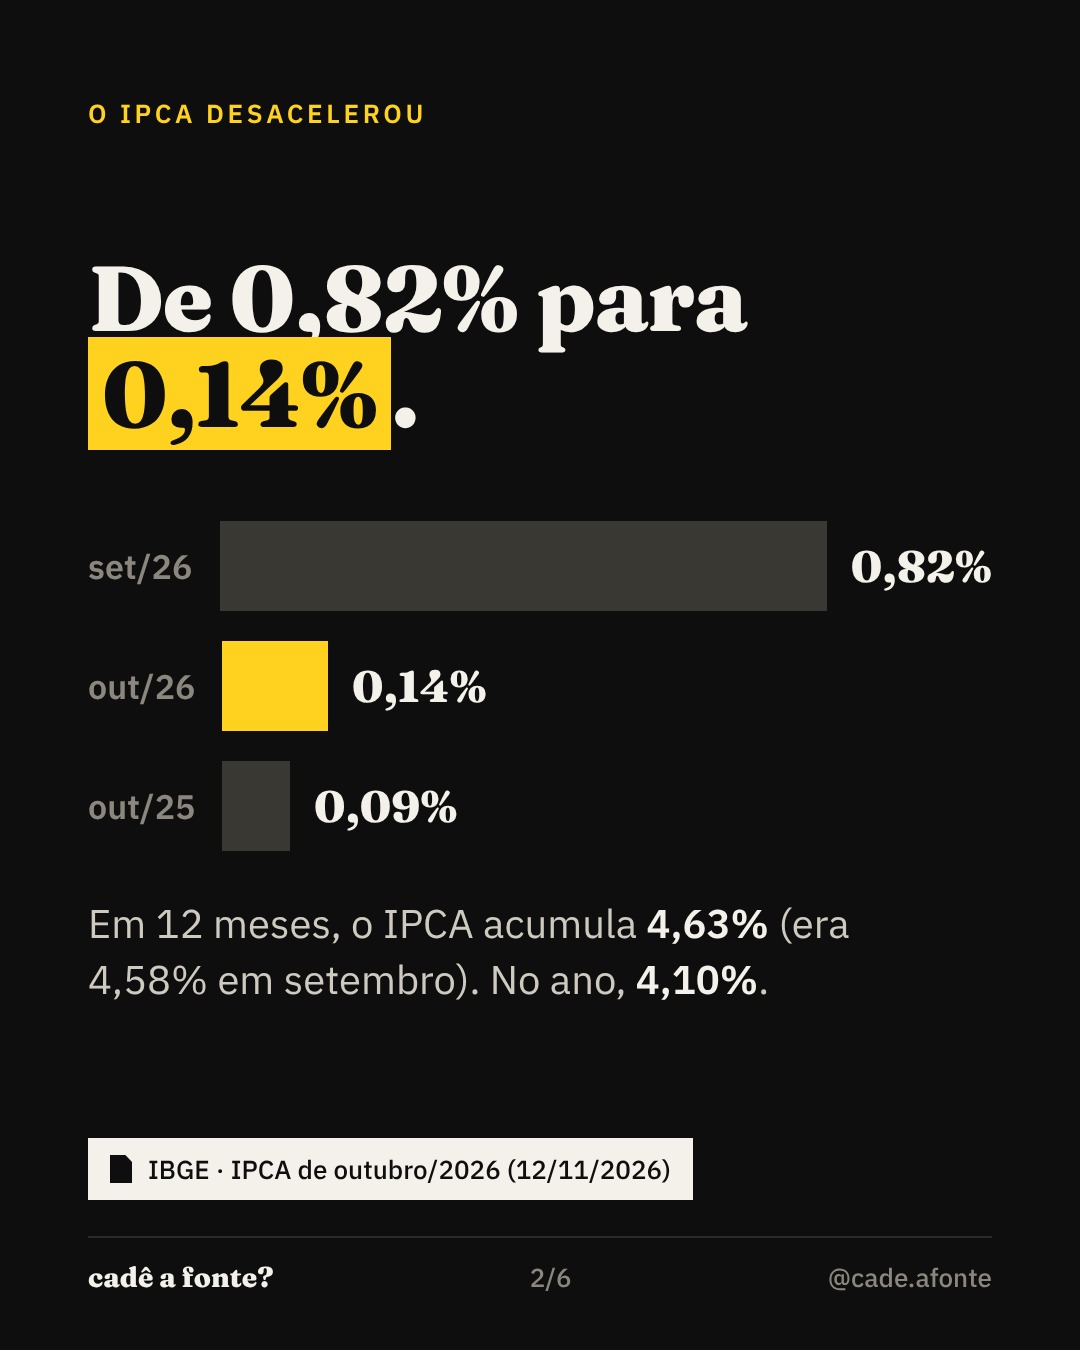 O IPCA DESACELEROU
De 0,82% para
0,14%.
set/26 0,82%
out/26 0,14%
out/25 0,09%
Em 12 meses, o IPCA acumula 4,63% (era
4,58% em setembro). No ano, 4,10%.
IBGE · IPCA de outubro/2026 (12/11/2026)
cadê a fonte? 2/6 @cade.afonte